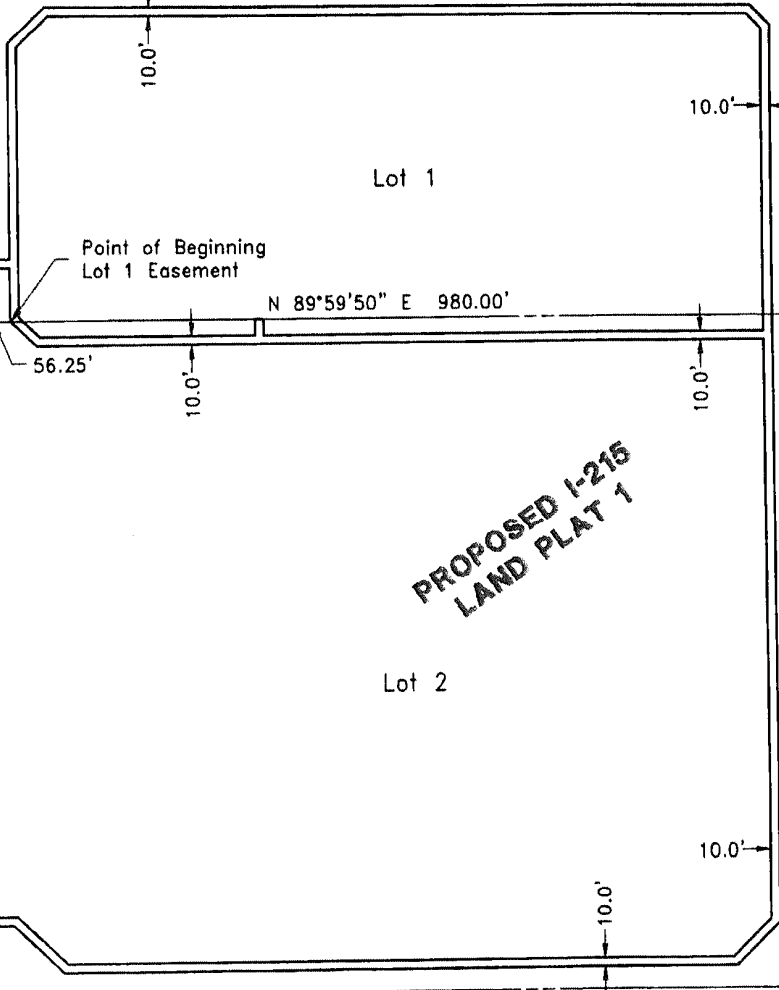 10.0'
10.0'
Lot 1
Point of Beginning
Lot 1 Easement
N 89°59'50" E 980.00'
56.25'
10.0'
10.0'
PROPOSED I-215
LAND PLAT 1
Lot 2
10.0'
10.0'